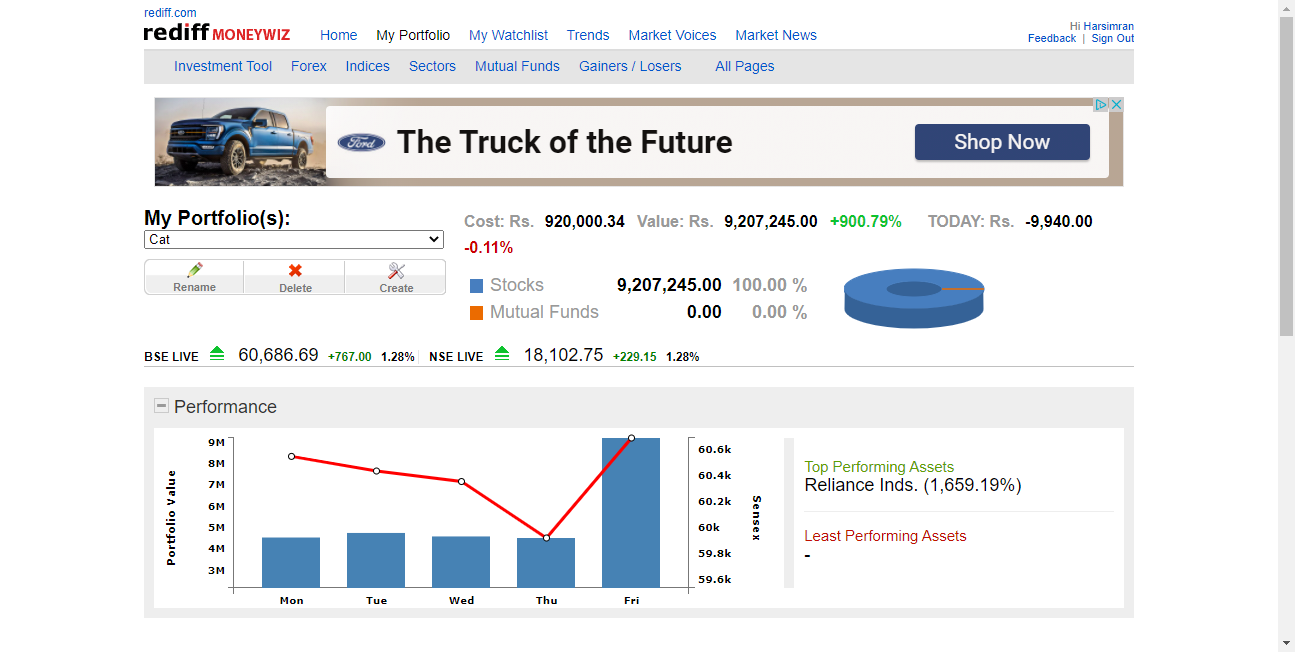 rediff.com
rediff MONEYWIZ Home My Portfolio My Watchlist Trends Market Voices Market News
Hi Harsimran
Feedback | Sign Out
Investment Tool Forex Indices Sectors Mutual Funds Gainers / Losers All Pages
Ford The Truck of the Future Shop Now
My Portfolio(s):
Cat
Rename Delete Create
Cost: Rs. 920,000.34 Value: Rs. 9,207,245.00 +900.79% TODAY: Rs. -9,940.00
-0.11%
Stocks 9,207,245.00 100.00 %
Mutual Funds 0.00 0.00 %
BSE LIVE 60,686.69 +767.00 1.28% NSE LIVE 18,102.75 +229.15 1.28%
Performance
Portfolio Value
9M
8M
7M
6M
5M
4M
3M
Mon Tue Wed Thu Fri
60.6k
60.4k
60.2k
60k
59.8k
59.6k
Sensex
Top Performing Assets
Reliance Inds. (1,659.19%)
Least Performing Assets
-